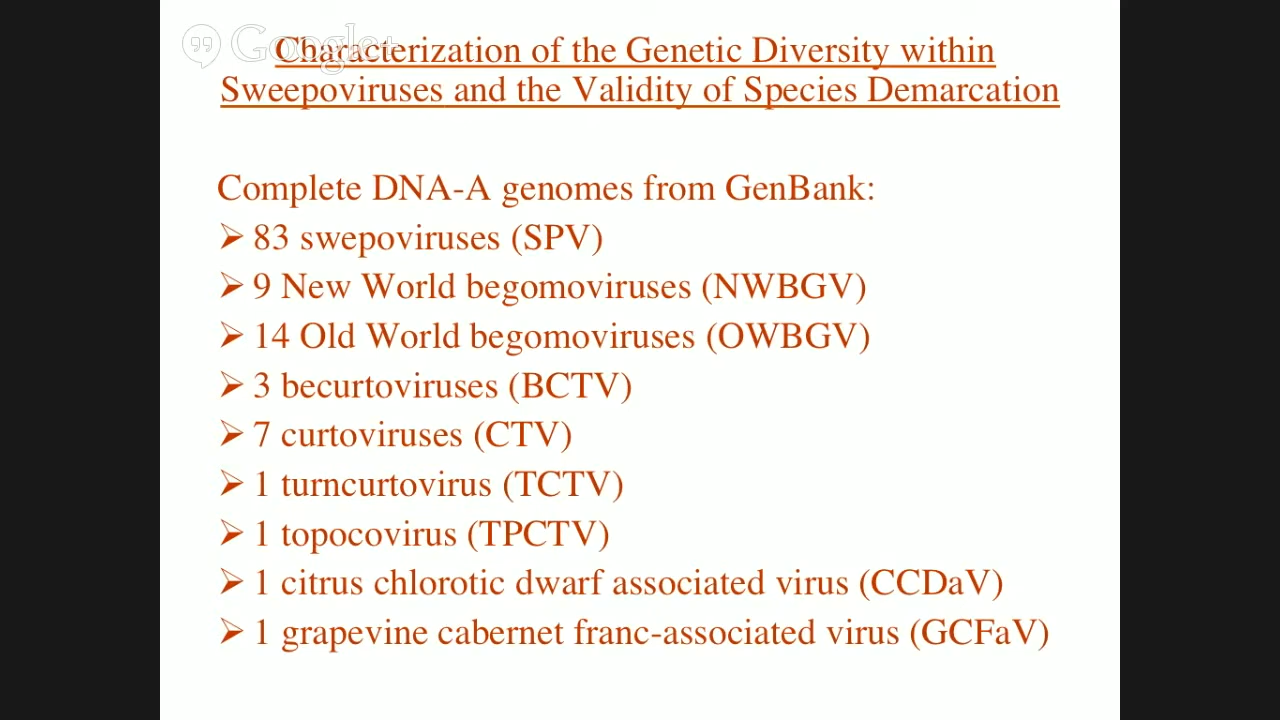 Google+
Characterization of the Genetic Diversity within
Sweepoviruses and the Validity of Species Demarcation
Complete DNA-A genomes from GenBank:
➢ 83 swepoviruses (SPV)
➢ 9 New World begomoviruses (NWBGV)
➢ 14 Old World begomoviruses (OWBGV)
➢ 3 becurtoviruses (BCTV)
➢ 7 curtoviruses (CTV)
➢ 1 turncurtovirus (TCTV)
➢ 1 topocovirus (TPCTV)
➢ 1 citrus chlorotic dwarf associated virus (CCDaV)
➢ 1 grapevine cabernet franc-associated virus (GCFaV)